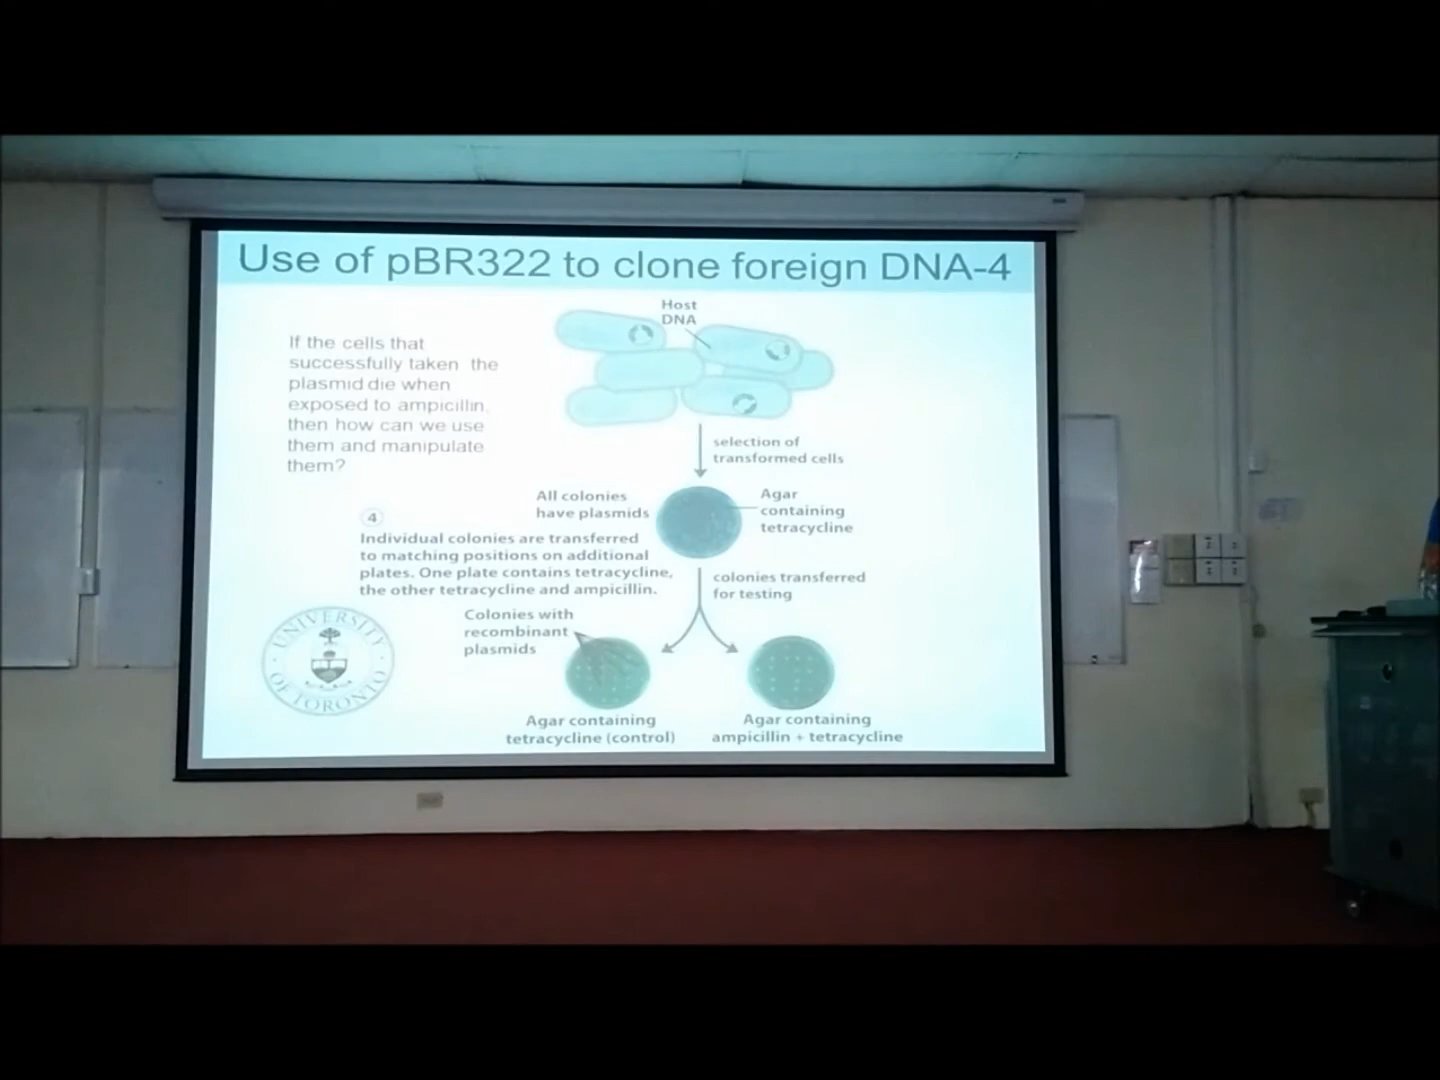 Use of pBR322 to clone foreign DNA-4
Host
DNA
If the cells that
successfully taken the
plasmid die when
exposed to ampicillin.
then how can we use
them and manipulate
them?
selection of
transformed cells
All colonies
have plasmids
Agar
containing
tetracycline
4
Individual colonies are transferred
to matching positions on additional
plates. One plate contains tetracycline,
the other tetracycline and ampicillin.
colonies transferred
for testing
Colonies with
recombinant
plasmids
UNIVERSITY
OF TORONTO
Agar containing
tetracycline (control)
Agar containing
ampicillin + tetracycline